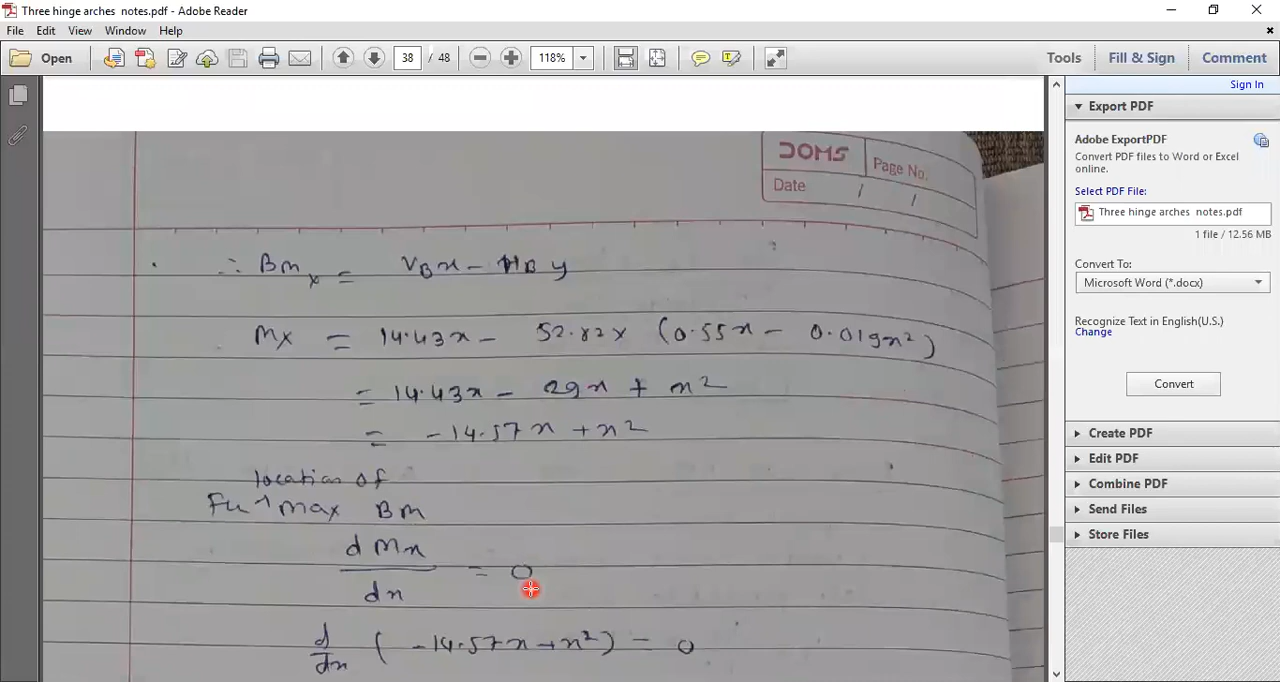 Three hinge arches notes.pdf - Adobe Reader
File Edit View Window Help
Open 38 / 48 118% Tools Fill & Sign Comment
Sign In
Export PDF
Adobe ExportPDF
Convert PDF files to Word or Excel
online.
Select PDF File:
Three hinge arches notes.pdf
1 file / 12.56 MB
Convert To:
Microsoft Word (*.docx)
Recognize Text in English(U.S.)
Change
Convert
Create PDF
Edit PDF
Combine PDF
Send Files
Store Files
DOMS
Page No.
Date / /
∴ BMx = VBx - HBy
Mx = 14.43x - 52.82x (0.55x - 0.019x²)
= 14.43x - 29x + x²
= -14.57x + x²
location of
max BM
dMx
dx = 0
d/dx (-14.57x+x²) = 0